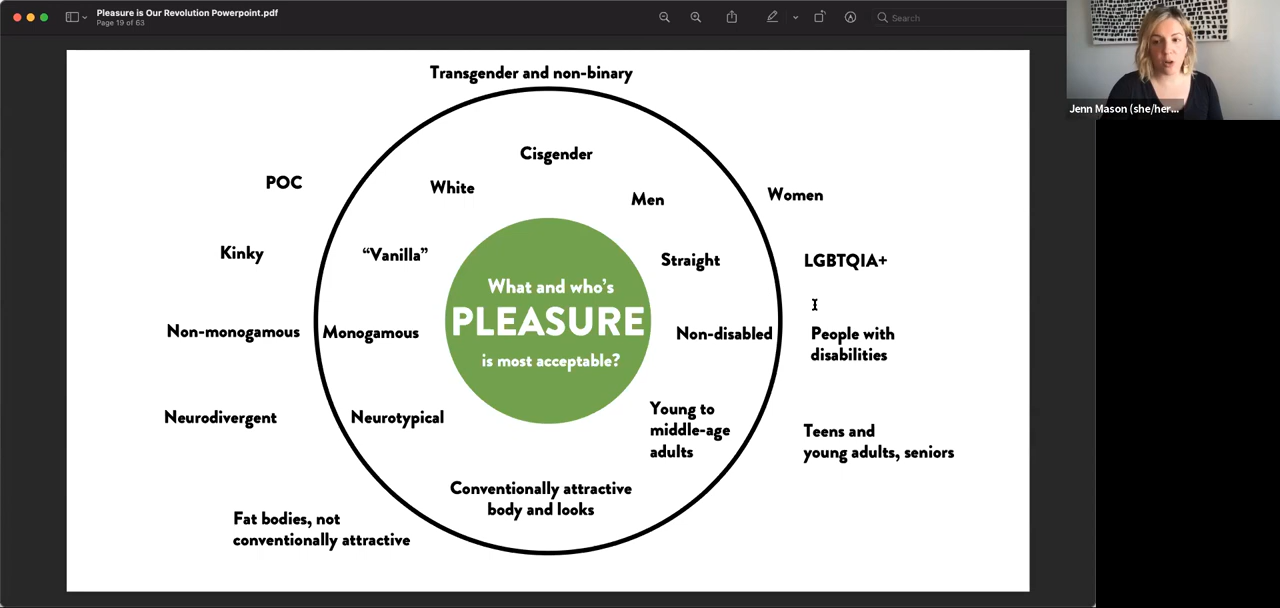 Pleasure is Our Revolution Powerpoint.pdf
Page 19 of 63
Search
Jenn Mason (she/her...
Transgender and non-binary
Cisgender
POC
White
Men
Women
Kinky
“Vanilla”
Straight
LGBTQIA+
What and who’s
PLEASURE
is most acceptable?
Non-monogamous
Monogamous
Non-disabled
People with
disabilities
Neurodivergent
Neurotypical
Young to
middle-age
adults
Teens and
young adults, seniors
Conventionally attractive
body and looks
Fat bodies, not
conventionally attractive